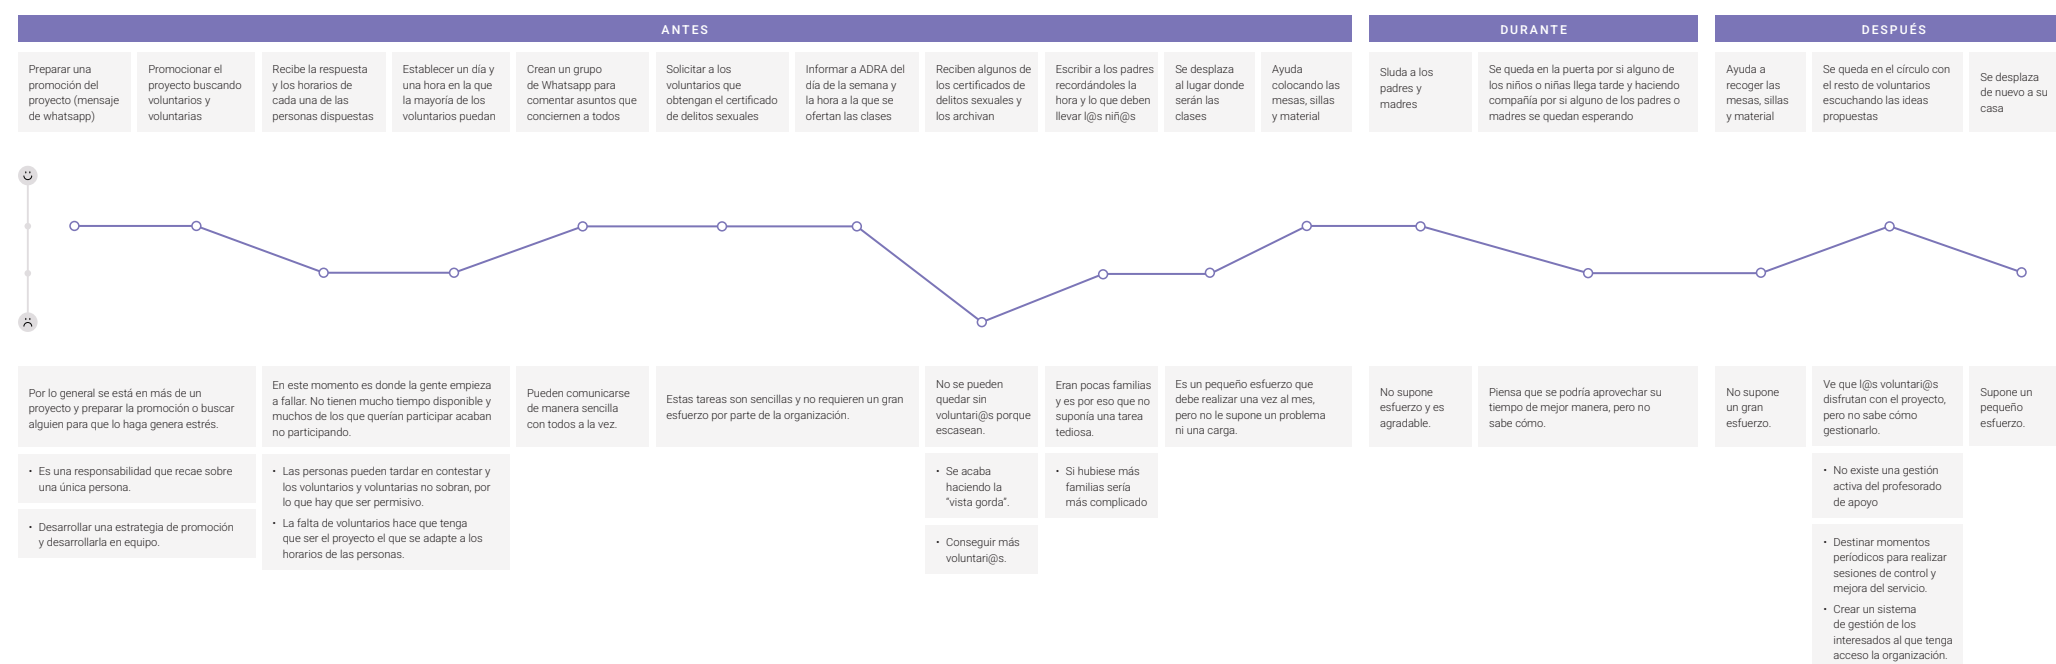 ANTES
DURANTE
DESPUÉS
Preparar una
promoción del
proyecto (mensaje
de whatsapp)
Promocionar el
proyecto buscando
voluntarios y
voluntarias
Recibe la respuesta
y los horarios de
cada una de las
personas dispuestas
Establecer un día y
una hora en la que
la mayoría de los
voluntarios puedan
Crean un grupo
de Whatsapp para
comentar asuntos que
conciernen a todos
Solicitar a los
voluntarios que
obtengan el certificado
de delitos sexuales
Informar a ADRA del
día de la semana y
la hora a la que se
ofertan las clases
Reciben algunos de
los certificados de
delitos sexuales y
los archivan
Escribir a los padres
recordándoles la
hora y lo que deben
llevar l@s niñ@s
Se desplaza
al lugar donde
serán las
clases
Ayuda
colocando las
mesas, sillas
y material
Sluda a los
padres y
madres
Se queda en la puerta por si alguno de
los niños o niñas llega tarde y haciendo
compañía por si alguno de los padres o
madres se quedan esperando
Ayuda a
recoger las
mesas, sillas
y material
Se queda en el círculo con
el resto de voluntarios
escuchando las ideas
propuestas
Se desplaza
de nuevo a su
casa
Por lo general se está en más de un
proyecto y preparar la promoción o buscar
alguien para que lo haga genera estrés.
En este momento es donde la gente empieza
a fallar. No tienen mucho tiempo disponible y
muchos de los que querían participar acaban
no participando.
Pueden comunicarse
de manera sencilla
con todos a la vez.
Estas tareas son sencillas y no requieren un gran
esfuerzo por parte de la organización.
No se pueden
quedar sin
voluntari@s porque
escasean.
Eran pocas familias
y es por eso que no
suponía una tarea
tediosa.
Es un pequeño esfuerzo que
debe realizar una vez al mes,
pero no le supone un problema
ni una carga.
No supone
esfuerzo y es
agradable.
Piensa que se podría aprovechar su
tiempo de mejor manera, pero no
sabe cómo.
No supone
un gran
esfuerzo.
Ve que l@s voluntari@s
disfrutan con el proyecto,
pero no sabe cómo
gestionarlo.
Supone un
pequeño
esfuerzo.
• Es una responsabilidad que recae sobre
una única persona.
• Desarrollar una estrategia de promoción
y desarrollarla en equipo.
• Las personas pueden tardar en contestar y
los voluntarios y voluntarias no sobran, por
lo que hay que ser permisivo.
• La falta de voluntarios hace que tenga
que ser el proyecto el que se adapte a los
horarios de las personas.
• Se acaba
haciendo la
“vista gorda”.
• Conseguir más
voluntari@s.
• Si hubiese más
familias sería
más complicado
• No existe una gestión
activa del profesorado
de apoyo
• Destinar momentos
períodicos para realizar
sesiones de control y
mejora del servicio.
• Crear un sistema
de gestión de los
interesados al que tenga
acceso la organización.